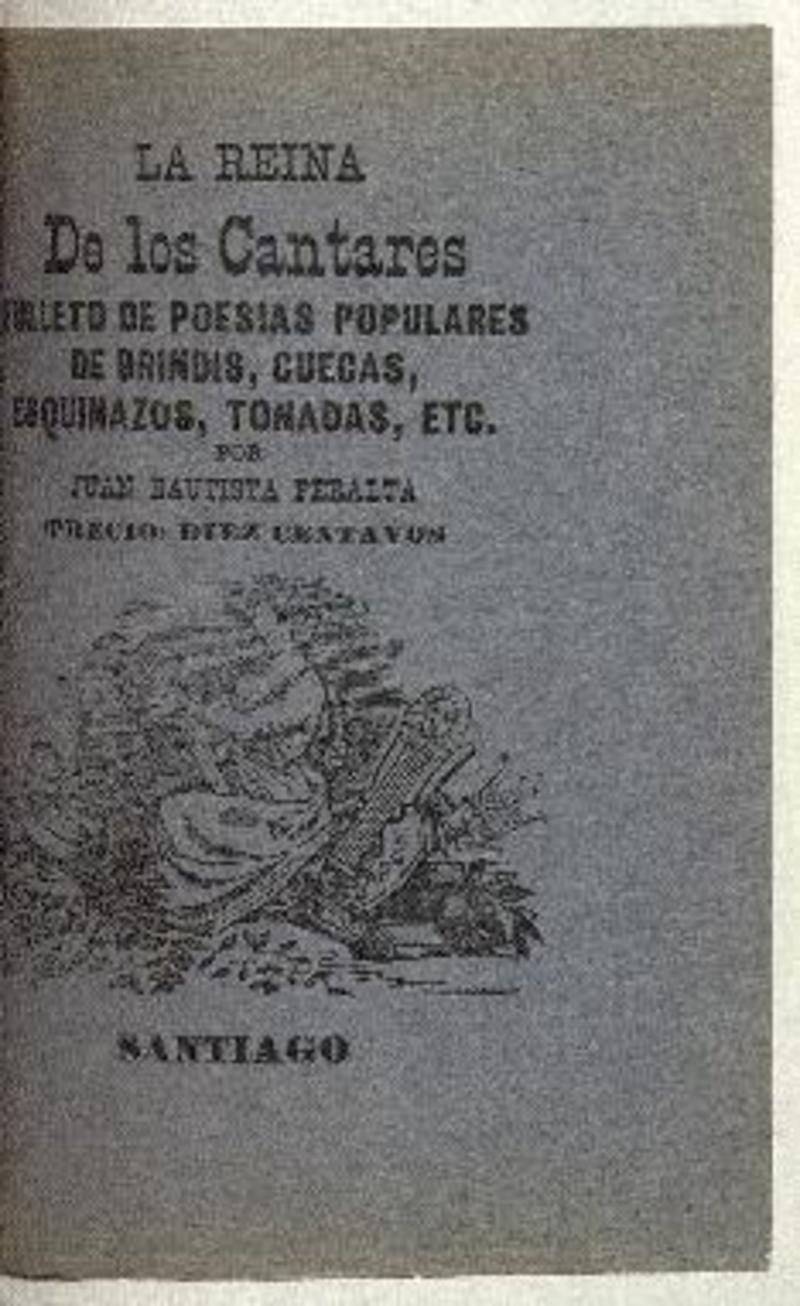 LA REINA
De los Cantares
FOLLETO DE POESIAS POPULARES
DE BRINDIS, CUECAS,
ESQUINAZOS, TONADAS, ETC.
POR
JUAN BAUTISTA PERALTA
PRECIO: DIEZ CENTAVOS
SANTIAGO